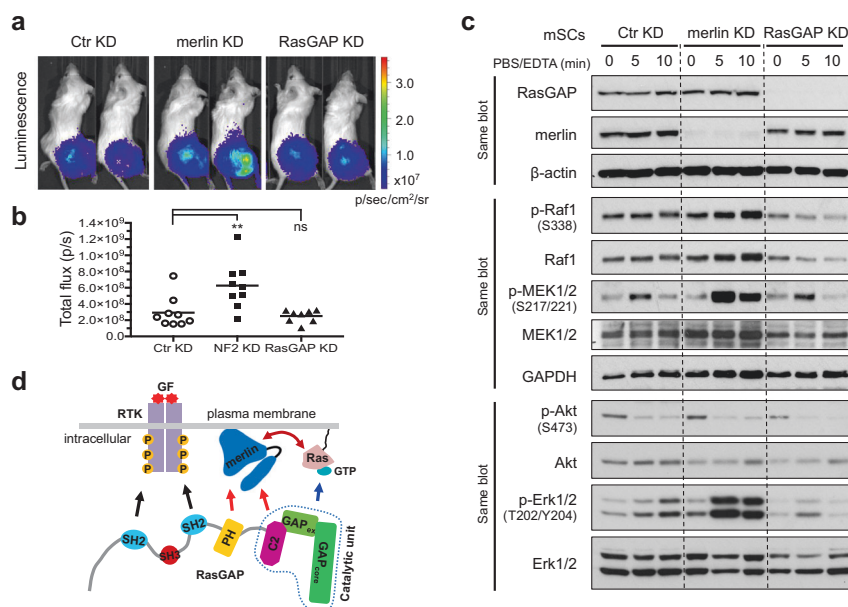 a
Ctr KD merlin KD RasGAP KD
Luminescence
3.0
2.0
1.0
x10⁷
p/sec/cm²/sr
b
ns
**
Total flux (p/s)
1.4×10⁹
1.2×10⁹
1.0×10⁹
8.0×10⁸
6.0×10⁸
4.0×10⁸
2.0×10⁸
0.0
Ctr KD NF2 KD RasGAP KD
c
mSCs Ctr KD merlin KD RasGAP KD
PBS/EDTA (min) 0 5 10 0 5 10 0 5 10
Same blot
RasGAP
merlin
β-actin
Same blot
p-Raf1
(S338)
Raf1
p-MEK1/2
(S217/221)
MEK1/2
GAPDH
Same blot
p-Akt
(S473)
Akt
p-Erk1/2
(T202/Y204)
Erk1/2
d
GF
RTK plasma membrane
intracellular
P P
P P
P P
merlin
Ras
GTP
SH2
SH3
SH2
PH
C2
GAPex
GAPcore
RasGAP
Catalytic unit